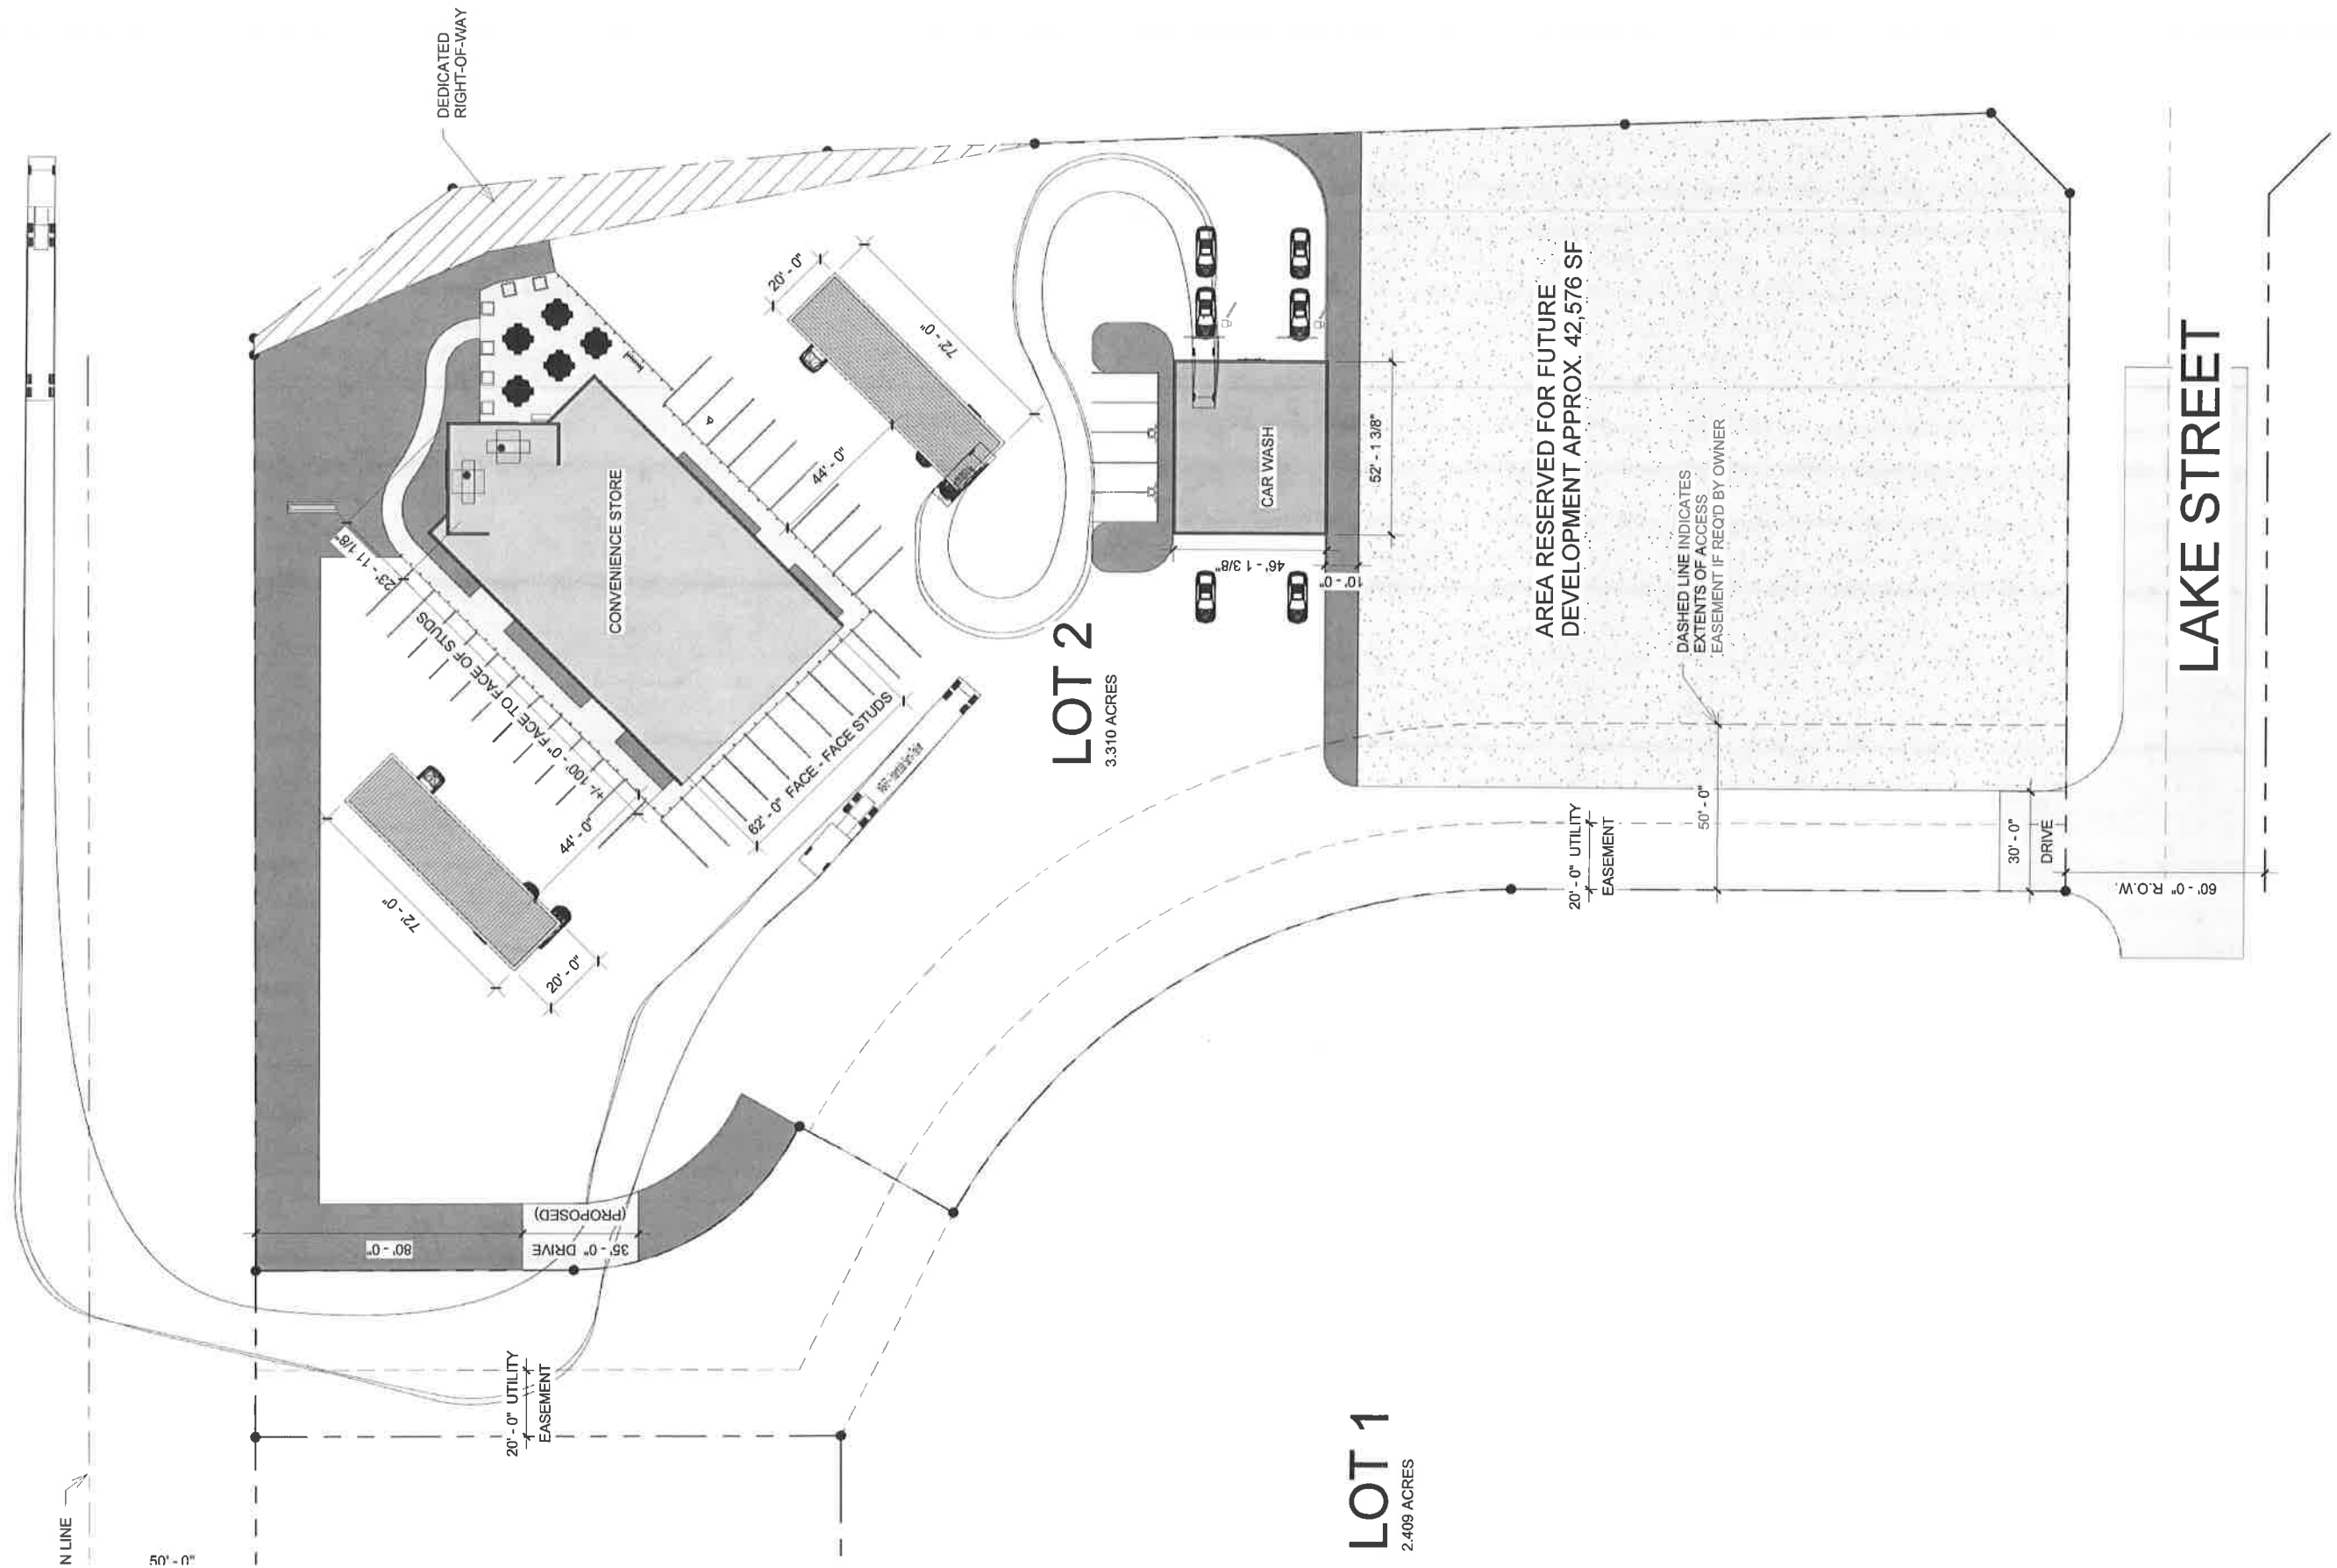 DEDICATED
RIGHT-OF-WAY
N LINE
50' - 0"
80' - 0"
35' - 0" DRIVE
(PROPOSED)
20' - 0" UTILITY
EASEMENT
72' - 0"
20' - 0"
44' - 0"
+/- 100' - 0" FACE TO FACE OF STUDS
23' - 11 1/8"
CONVENIENCE STORE
62' - 0" FACE - FACE STUDS
44' - 0"
20' - 0"
72' - 0"
LOT 2
3.310 ACRES
CAR WASH
46' - 1 3/8"
10' - 0"
52' - 1 3/8"
AREA RESERVED FOR FUTURE
DEVELOPMENT APPROX. 42,576 SF
DASHED LINE INDICATES
EXTENTS OF ACCESS
EASEMENT IF REQ'D BY OWNER
50' - 0"
20' - 0" UTILITY
EASEMENT
30' - 0"
DRIVE
60' - 0" R.O.W.
LAKE STREET
LOT 1
2.409 ACRES